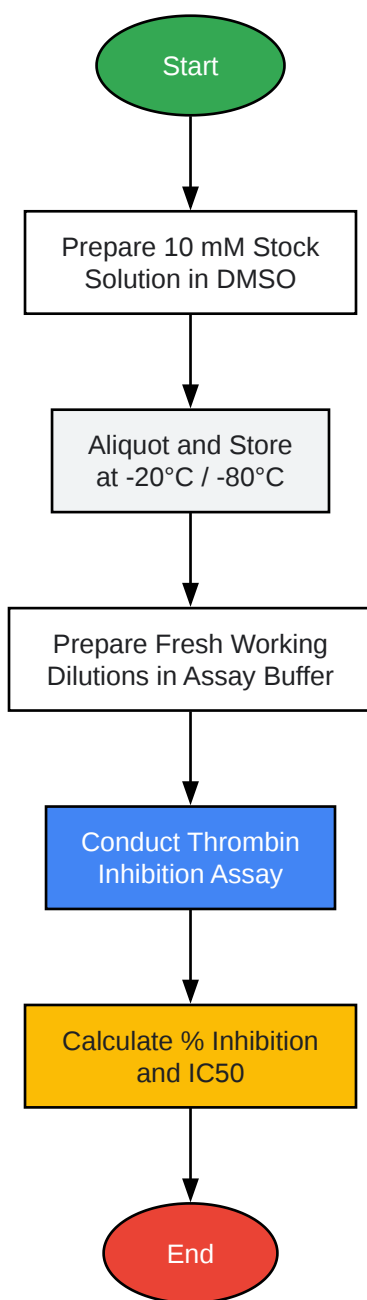 Start
Prepare 10 mM Stock
Solution in DMSO
Aliquot and Store
at -20°C / -80°C
Prepare Fresh Working
Dilutions in Assay Buffer
Conduct Thrombin
Inhibition Assay
Calculate % Inhibition
and IC50
End